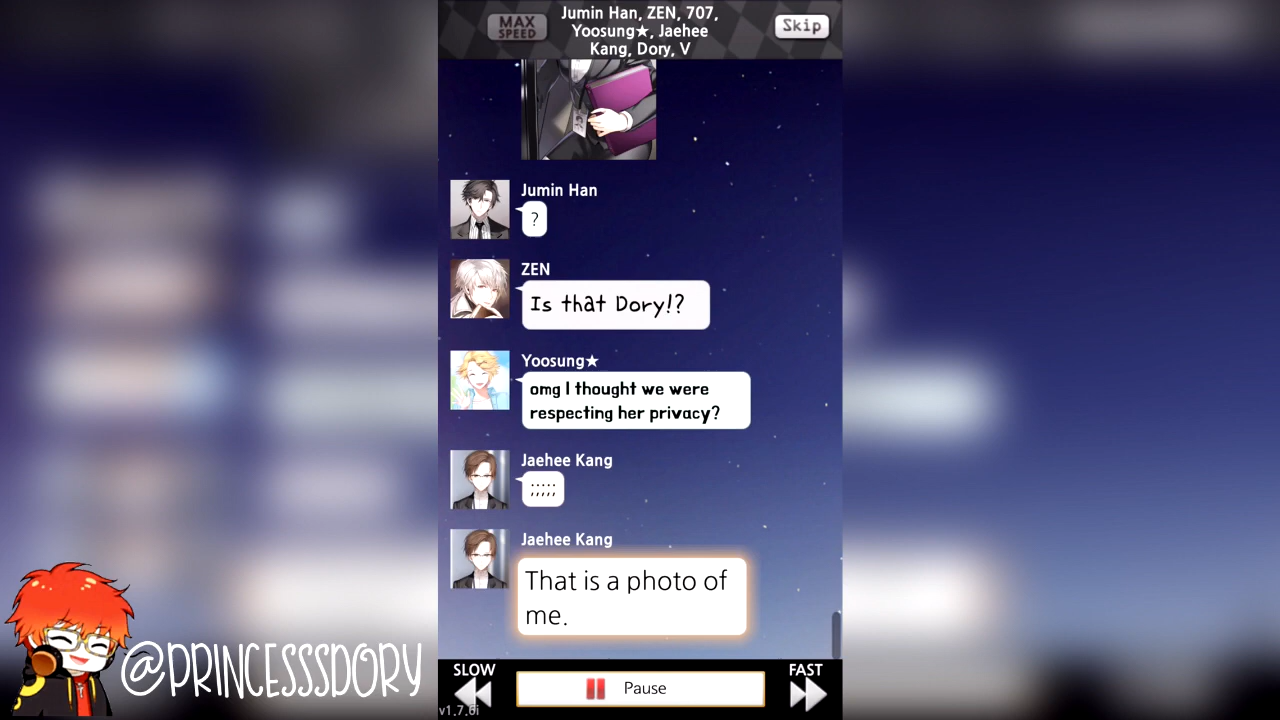 MAX
SPEED
Jumin Han, ZEN, 707,
Yoosung★, Jaehee
Kang, Dory, V
Skip
Jumin Han
?
ZEN
Is that Dory!?
Yoosung★
omg I thought we were
respecting her privacy?
Jaehee Kang
;;;;;
Jaehee Kang
That is a photo of
me.
SLOW
Pause
FAST
@PRINCESSSDORY